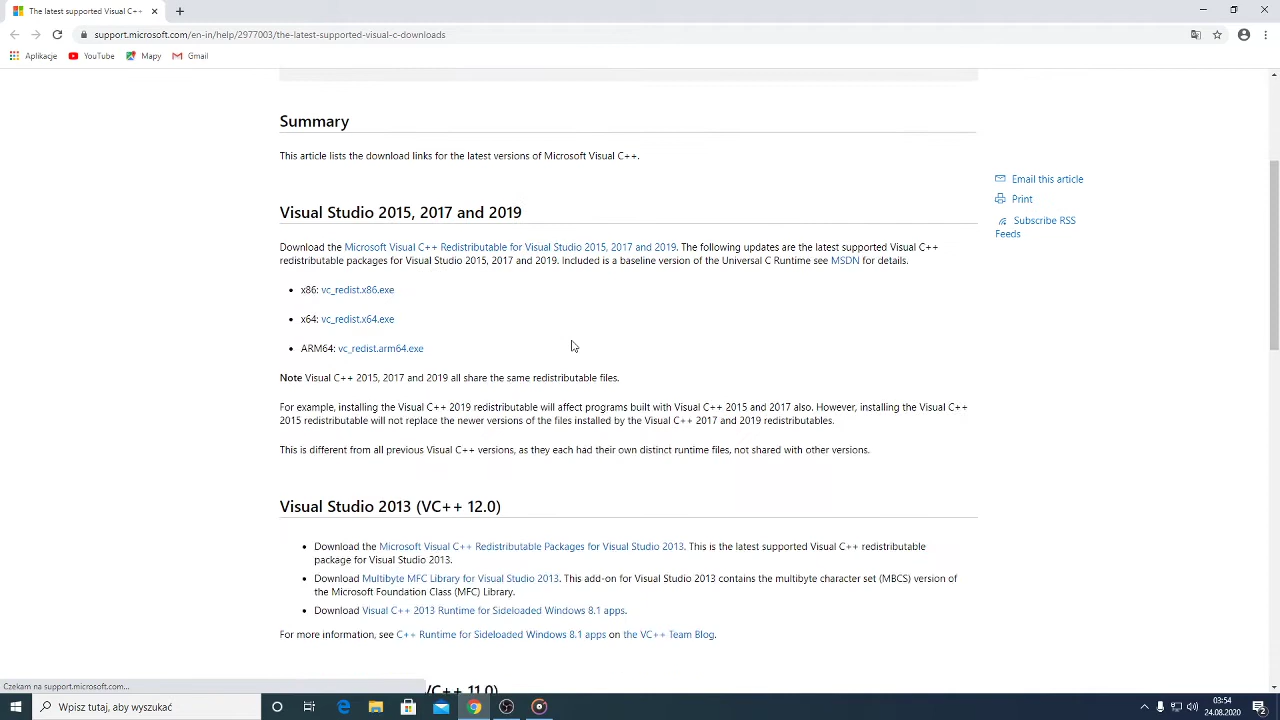 The latest supported Visual C++
support.microsoft.com/en-in/help/2977003/the-latest-supported-visual-c-downloads
Aplikacje YouTube Mapy Gmail
Summary
This article lists the download links for the latest versions of Microsoft Visual C++.
Email this article
Print
Subscribe RSS
Feeds
Visual Studio 2015, 2017 and 2019
Download the Microsoft Visual C++ Redistributable for Visual Studio 2015, 2017 and 2019. The following updates are the latest supported Visual C++
redistributable packages for Visual Studio 2015, 2017 and 2019. Included is a baseline version of the Universal C Runtime see MSDN for details.
x86: vc_redist.x86.exe
x64: vc_redist.x64.exe
ARM64: vc_redist.arm64.exe
Note Visual C++ 2015, 2017 and 2019 all share the same redistributable files.
For example, installing the Visual C++ 2019 redistributable will affect programs built with Visual C++ 2015 and 2017 also. However, installing the Visual C++
2015 redistributable will not replace the newer versions of the files installed by the Visual C++ 2017 and 2019 redistributables.
This is different from all previous Visual C++ versions, as they each had their own distinct runtime files, not shared with other versions.
Visual Studio 2013 (VC++ 12.0)
Download the Microsoft Visual C++ Redistributable Packages for Visual Studio 2013. This is the latest supported Visual C++ redistributable
package for Visual Studio 2013.
Download Multibyte MFC Library for Visual Studio 2013. This add-on for Visual Studio 2013 contains the multibyte character set (MBCS) version of
the Microsoft Foundation Class (MFC) Library.
Download Visual C++ 2013 Runtime for Sideloaded Windows 8.1 apps.
For more information, see C++ Runtime for Sideloaded Windows 8.1 apps on the VC++ Team Blog.
(VC++ 11.0)
Czekam na support.microsoft.com...
Wpisz tutaj, aby wyszukać
03:54
24.08.2020
2